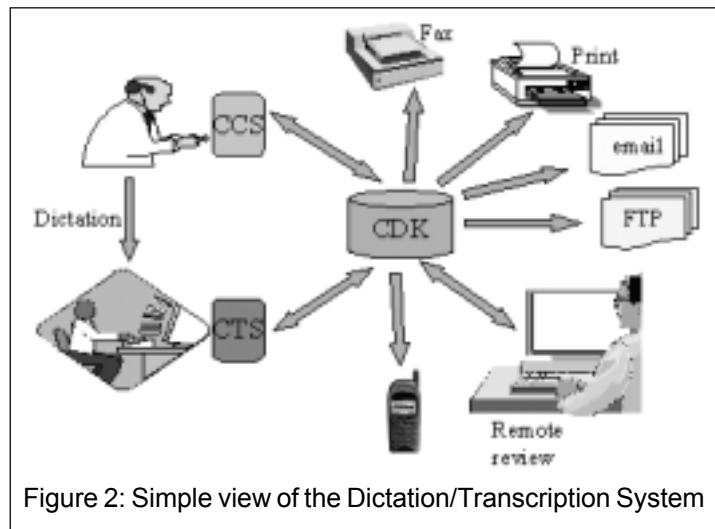 Fax
Print
CCS
email
Dictation
CDK
FTP
CTS
Remote
review
Figure 2: Simple view of the Dictation/Transcription System